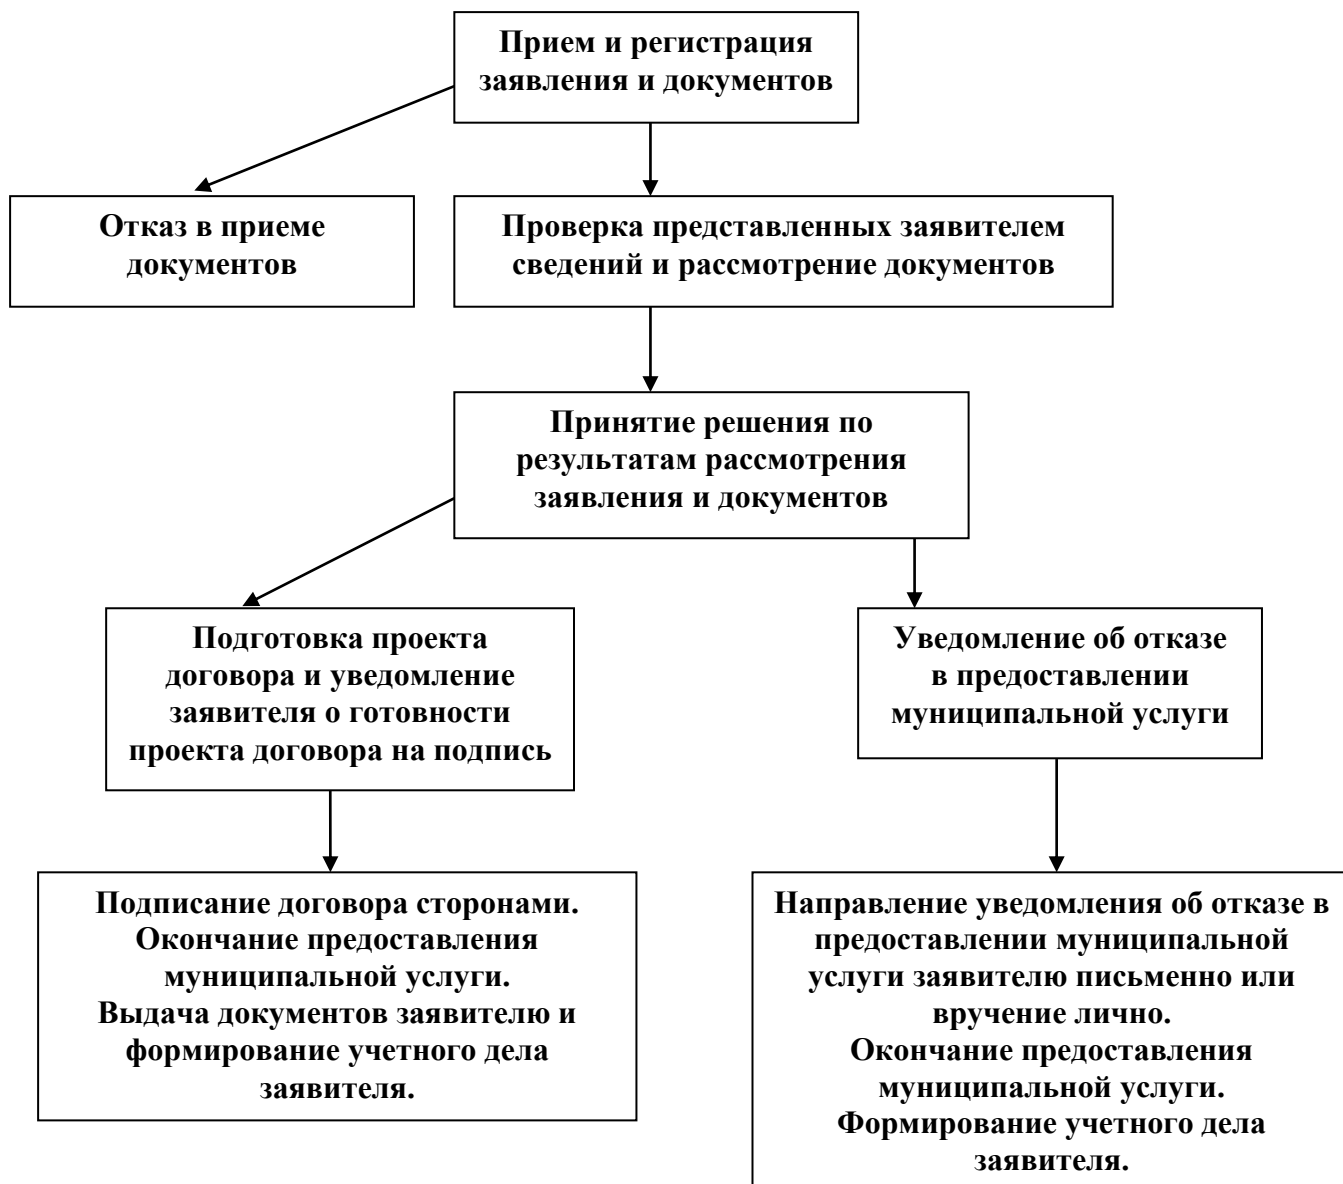 Прием и регистрация
заявления и документов
Отказ в приеме
документов
Проверка представленных заявителем
сведений и рассмотрение документов
Принятие решения по
результатам рассмотрения
заявления и документов
Подготовка проекта
договора и уведомление
заявителя о готовности
проекта договора на подпись
Уведомление об отказе
в предоставлении
муниципальной услуги
Подписание договора сторонами.
Окончание предоставления
муниципальной услуги.
Выдача документов заявителю и
формирование учетного дела
заявителя.
Направление уведомления об отказе в
предоставлении муниципальной
услуги заявителю письменно или
вручение лично.
Окончание предоставления
муниципальной услуги.
Формирование учетного дела
заявителя.